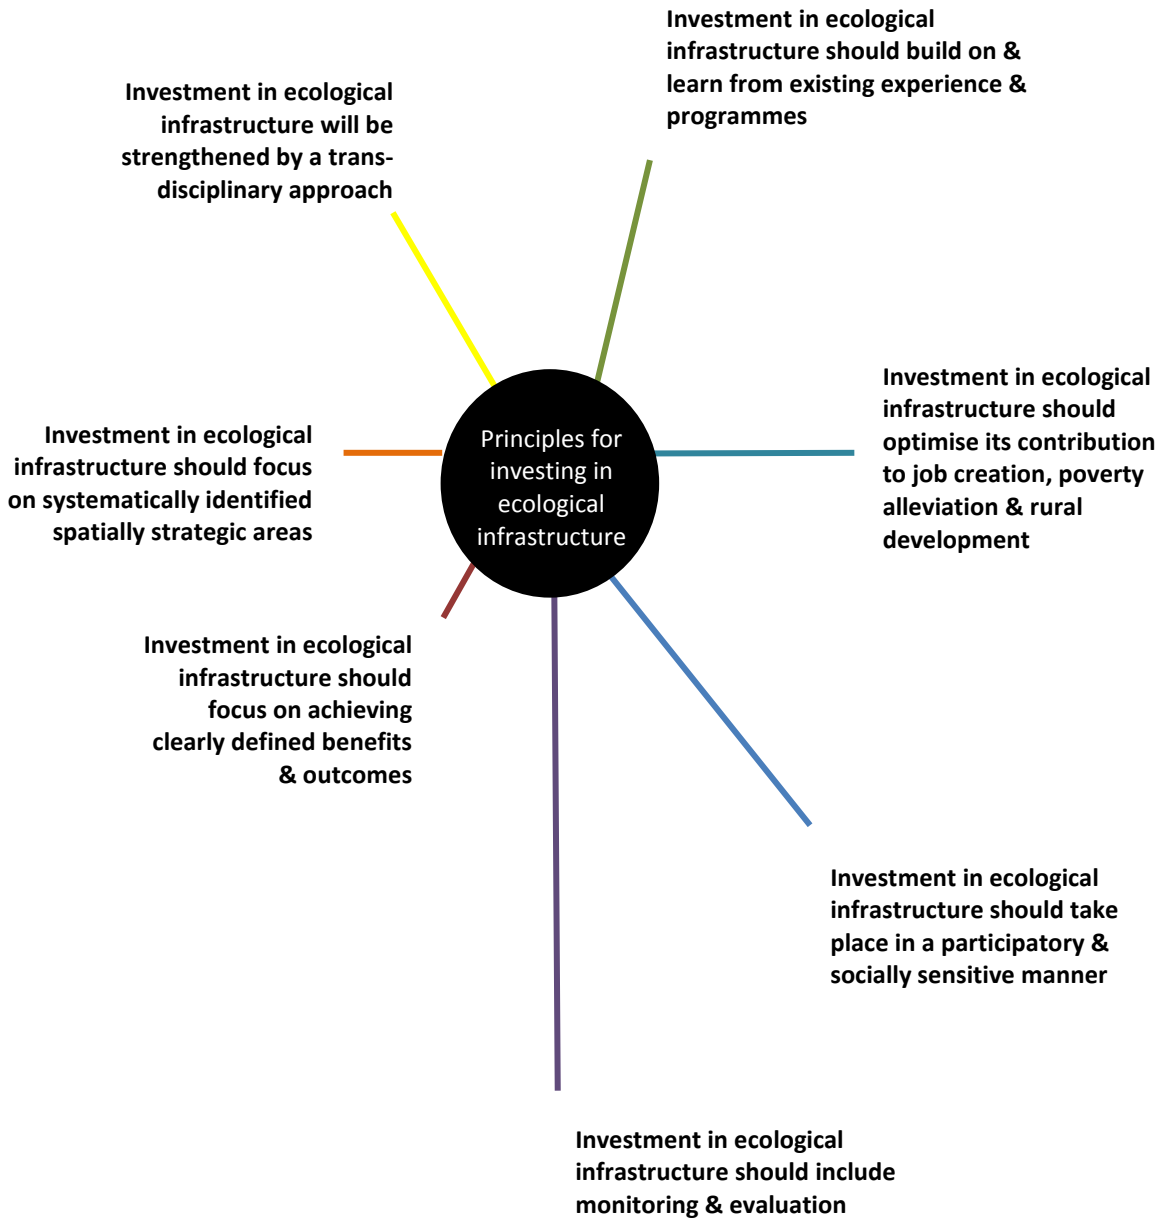 Investment in ecological
infrastructure should build on &
learn from existing experience &
programmes
Investment in ecological
infrastructure will be
strengthened by a trans-
disciplinary approach
Investment in ecological
infrastructure should
optimise its contribution
to job creation, poverty
alleviation & rural
development
Principles for
investing in
ecological
infrastructure
Investment in ecological
infrastructure should focus
on systematically identified
spatially strategic areas
Investment in ecological
infrastructure should
focus on achieving
clearly defined benefits
& outcomes
Investment in ecological
infrastructure should take
place in a participatory &
socially sensitive manner
Investment in ecological
infrastructure should include
monitoring & evaluation